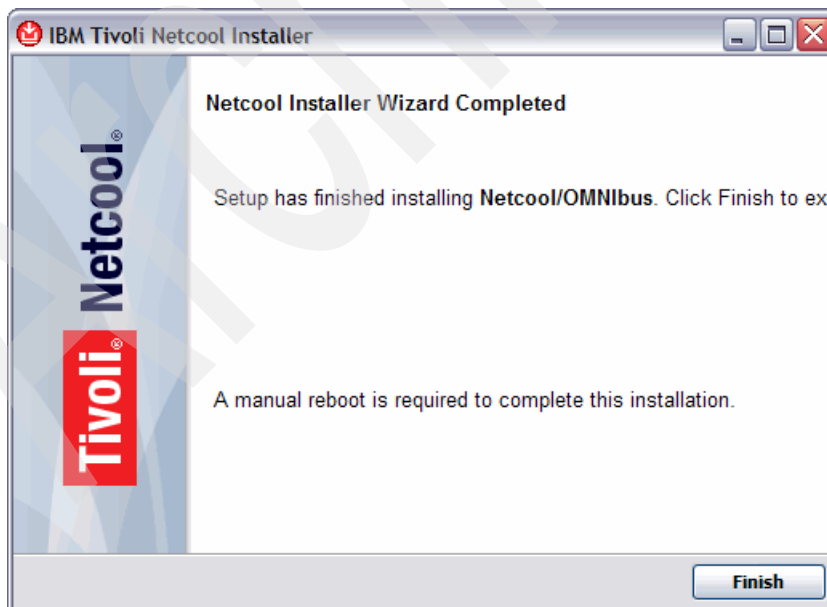 IBM Tivoli Netcool Installer
Netcool Installer Wizard Completed
Setup has finished installing Netcool/OMNIbus. Click Finish to ex
A manual reboot is required to complete this installation.
Tivoli® Netcool®
Finish